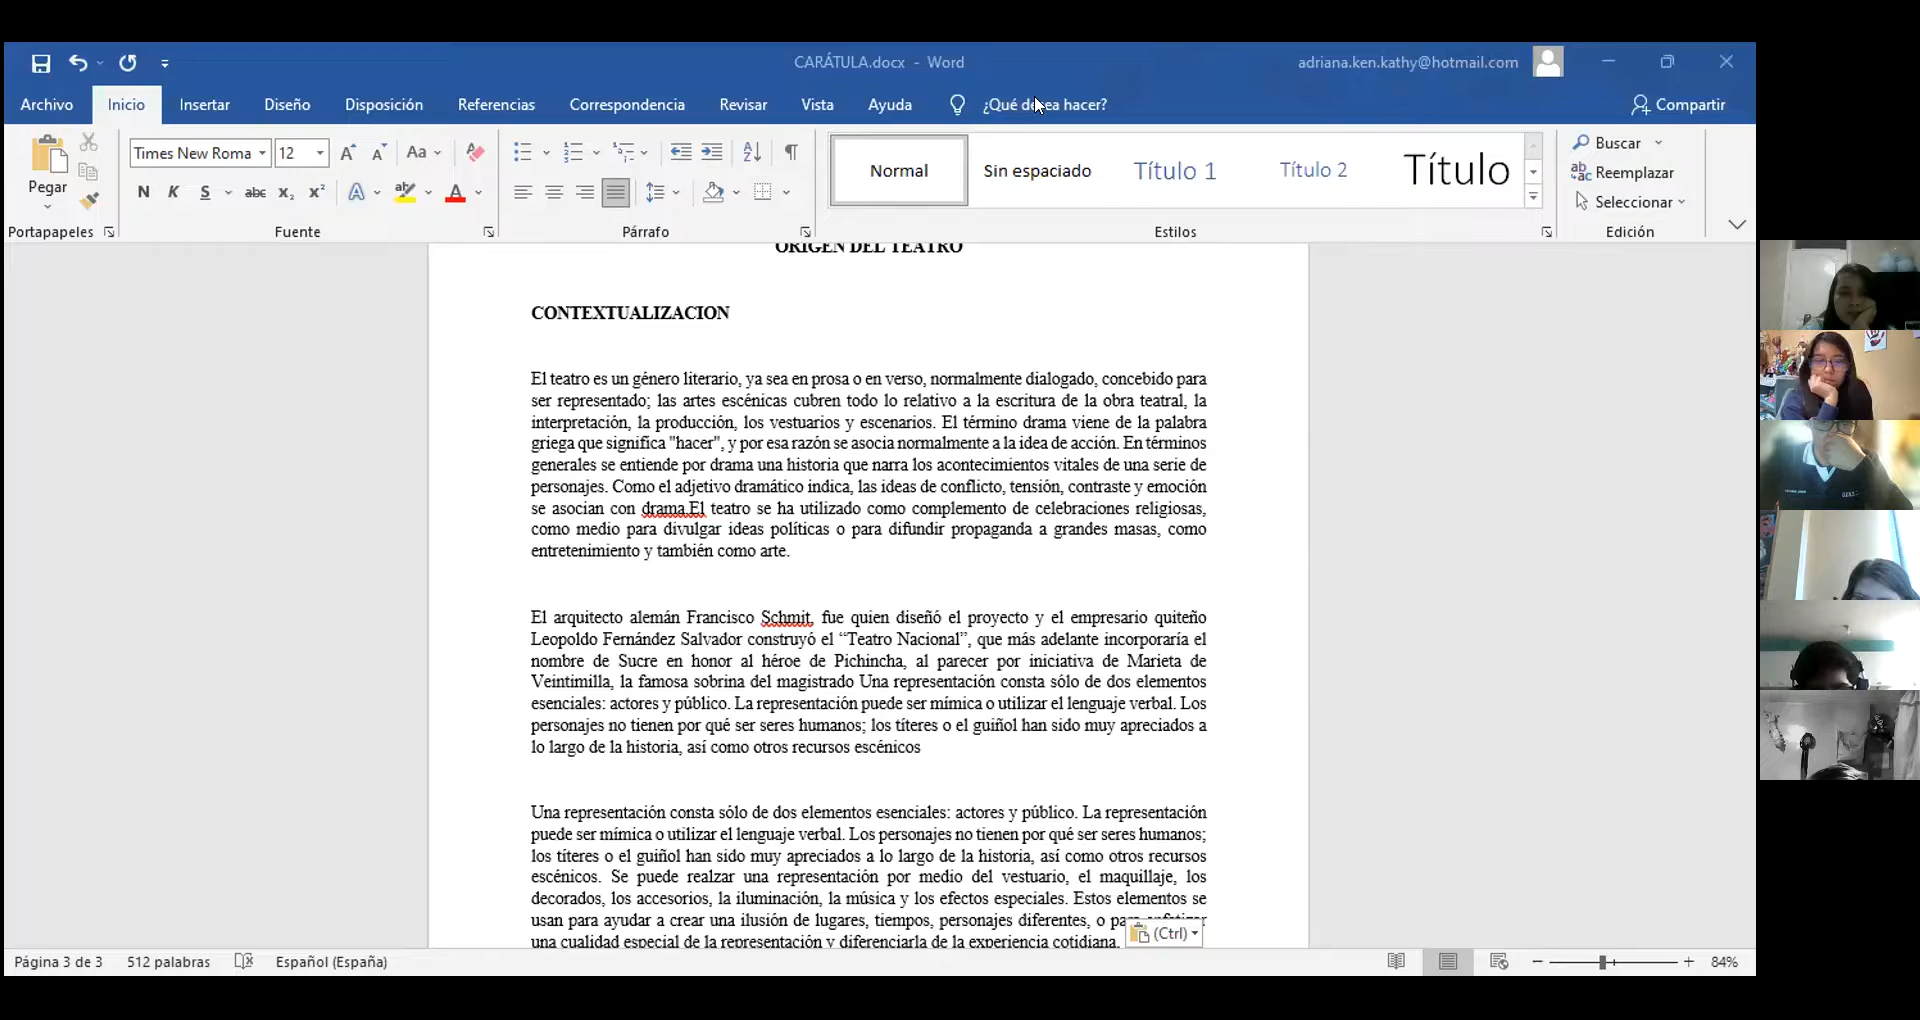 CARÁTULA.docx - Word
adriana.ken.kathy@hotmail.com
Archivo Inicio Insertar Diseño Disposición Referencias Correspondencia Revisar Vista Ayuda ¿Qué desea hacer? Compartir
Pegar
Times New Roma 12
Aa
N K S abc x₂ x²
Normal Sin espaciado Título 1 Título 2 Título
Buscar
Reemplazar
Seleccionar
Portapapeles Fuente Párrafo Estilos Edición
ORIGEN DEL TEATRO
CONTEXTUALIZACION
El teatro es un género literario, ya sea en prosa o en verso, normalmente dialogado, concebido para
ser representado; las artes escénicas cubren todo lo relativo a la escritura de la obra teatral, la
interpretación, la producción, los vestuarios y escenarios. El término drama viene de la palabra
griega que significa "hacer", y por esa razón se asocia normalmente a la idea de acción. En términos
generales se entiende por drama una historia que narra los acontecimientos vitales de una serie de
personajes. Como el adjetivo dramático indica, las ideas de conflicto, tensión, contraste y emoción
se asocian con drama.El teatro se ha utilizado como complemento de celebraciones religiosas,
como medio para divulgar ideas políticas o para difundir propaganda a grandes masas, como
entretenimiento y también como arte.
El arquitecto alemán Francisco Schmit, fue quien diseñó el proyecto y el empresario quiteño
Leopoldo Fernández Salvador construyó el “Teatro Nacional”, que más adelante incorporaría el
nombre de Sucre en honor al héroe de Pichincha, al parecer por iniciativa de Marieta de
Veintimilla, la famosa sobrina del magistrado Una representación consta sólo de dos elementos
esenciales: actores y público. La representación puede ser mímica o utilizar el lenguaje verbal. Los
personajes no tienen por qué ser seres humanos; los títeres o el guiñol han sido muy apreciados a
lo largo de la historia, así como otros recursos escénicos
Una representación consta sólo de dos elementos esenciales: actores y público. La representación
puede ser mímica o utilizar el lenguaje verbal. Los personajes no tienen por qué ser seres humanos;
los títeres o el guiñol han sido muy apreciados a lo largo de la historia, así como otros recursos
escénicos. Se puede realzar una representación por medio del vestuario, el maquillaje, los
decorados, los accesorios, la iluminación, la música y los efectos especiales. Estos elementos se
usan para ayudar a crear una ilusión de lugares, tiempos, personajes diferentes, o para enfatizar
una cualidad especial de la representación y diferenciarla de la experiencia cotidiana.
(Ctrl)
Página 3 de 3 512 palabras Español (España) 84%